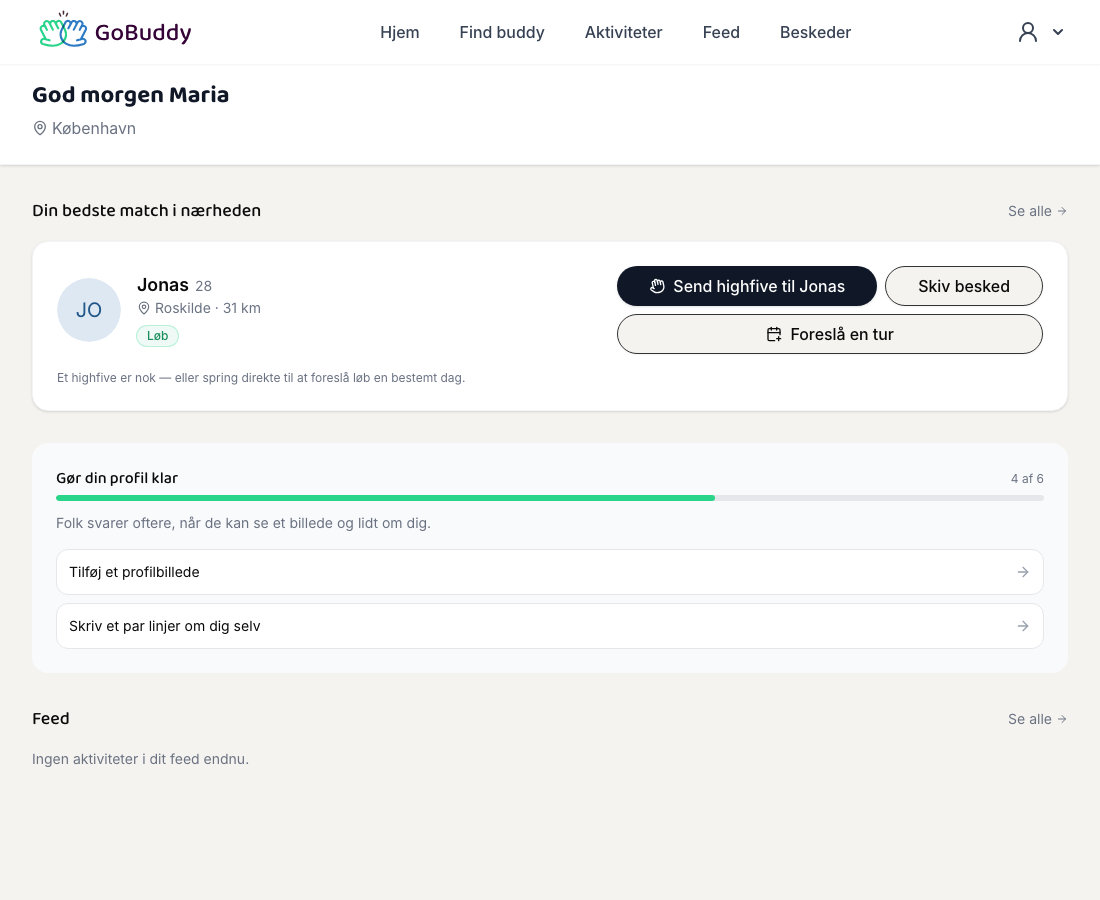 GoBuddy
Hjem Find buddy Aktiviteter Feed Beskeder
God morgen Maria
København
Din bedste match i nærheden
Se alle →
JO
Jonas 28
Roskilde · 31 km
Løb
Send highfive til Jonas
Skiv besked
Foreslå en tur
Et highfive er nok — eller spring direkte til at foreslå løb en bestemt dag.
Gør din profil klar
4 af 6
Folk svarer oftere, når de kan se et billede og lidt om dig.
Tilføj et profilbillede →
Skriv et par linjer om dig selv →
Feed
Se alle →
Ingen aktiviteter i dit feed endnu.